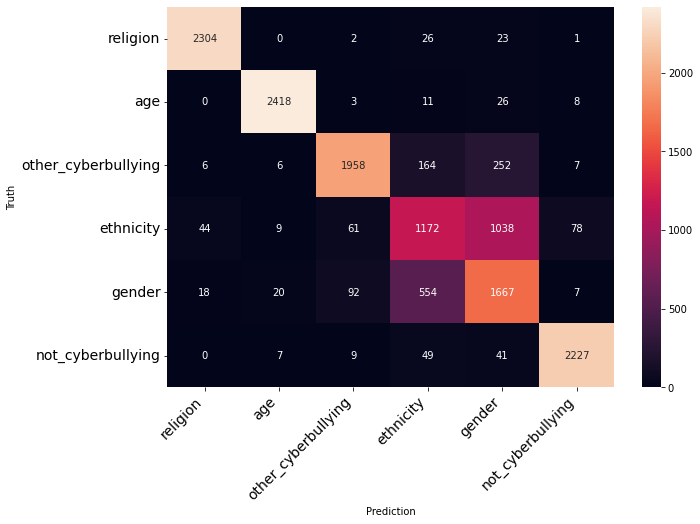 Truth
religion 2304 0 2 26 23 1
age 0 2418 3 11 26 8
other_cyberbullying 6 6 1958 164 252 7
ethnicity 44 9 61 1172 1038 78
gender 18 20 92 554 1667 7
not_cyberbullying 0 7 9 49 41 2227
religion age other_cyberbullying ethnicity gender not_cyberbullying
Prediction
2000
1500
1000
500
0